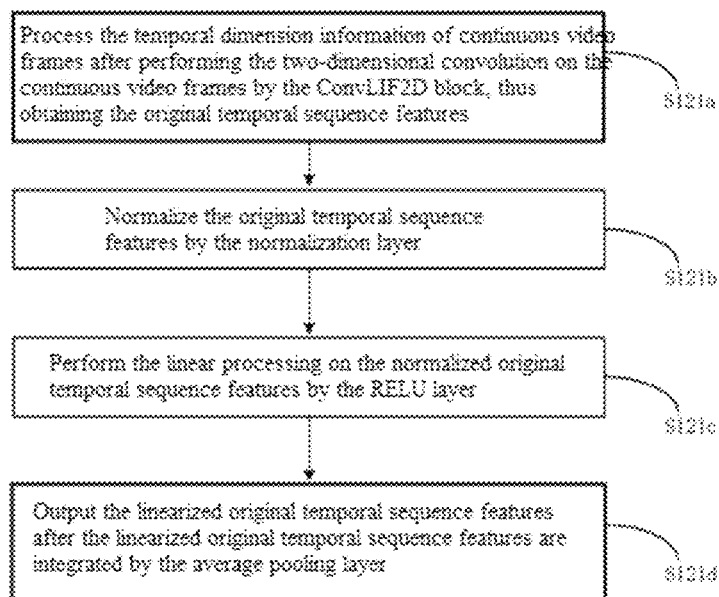 Process the temporal dimension information of continuous video
frames after performing the two-dimensional convolution on the
continuous video frames by the ConvLIF2D block, thus
obtaining the original temporal sequence features
S121a
Normalize the original temporal sequence
features by the normalization layer
S121b
Perform the linear processing on the normalized original
temporal sequence features by the RELU layer
S121c
Output the linearized original temporal sequence features
after the linearized original temporal sequence features are
integrated by the average pooling layer
S121d